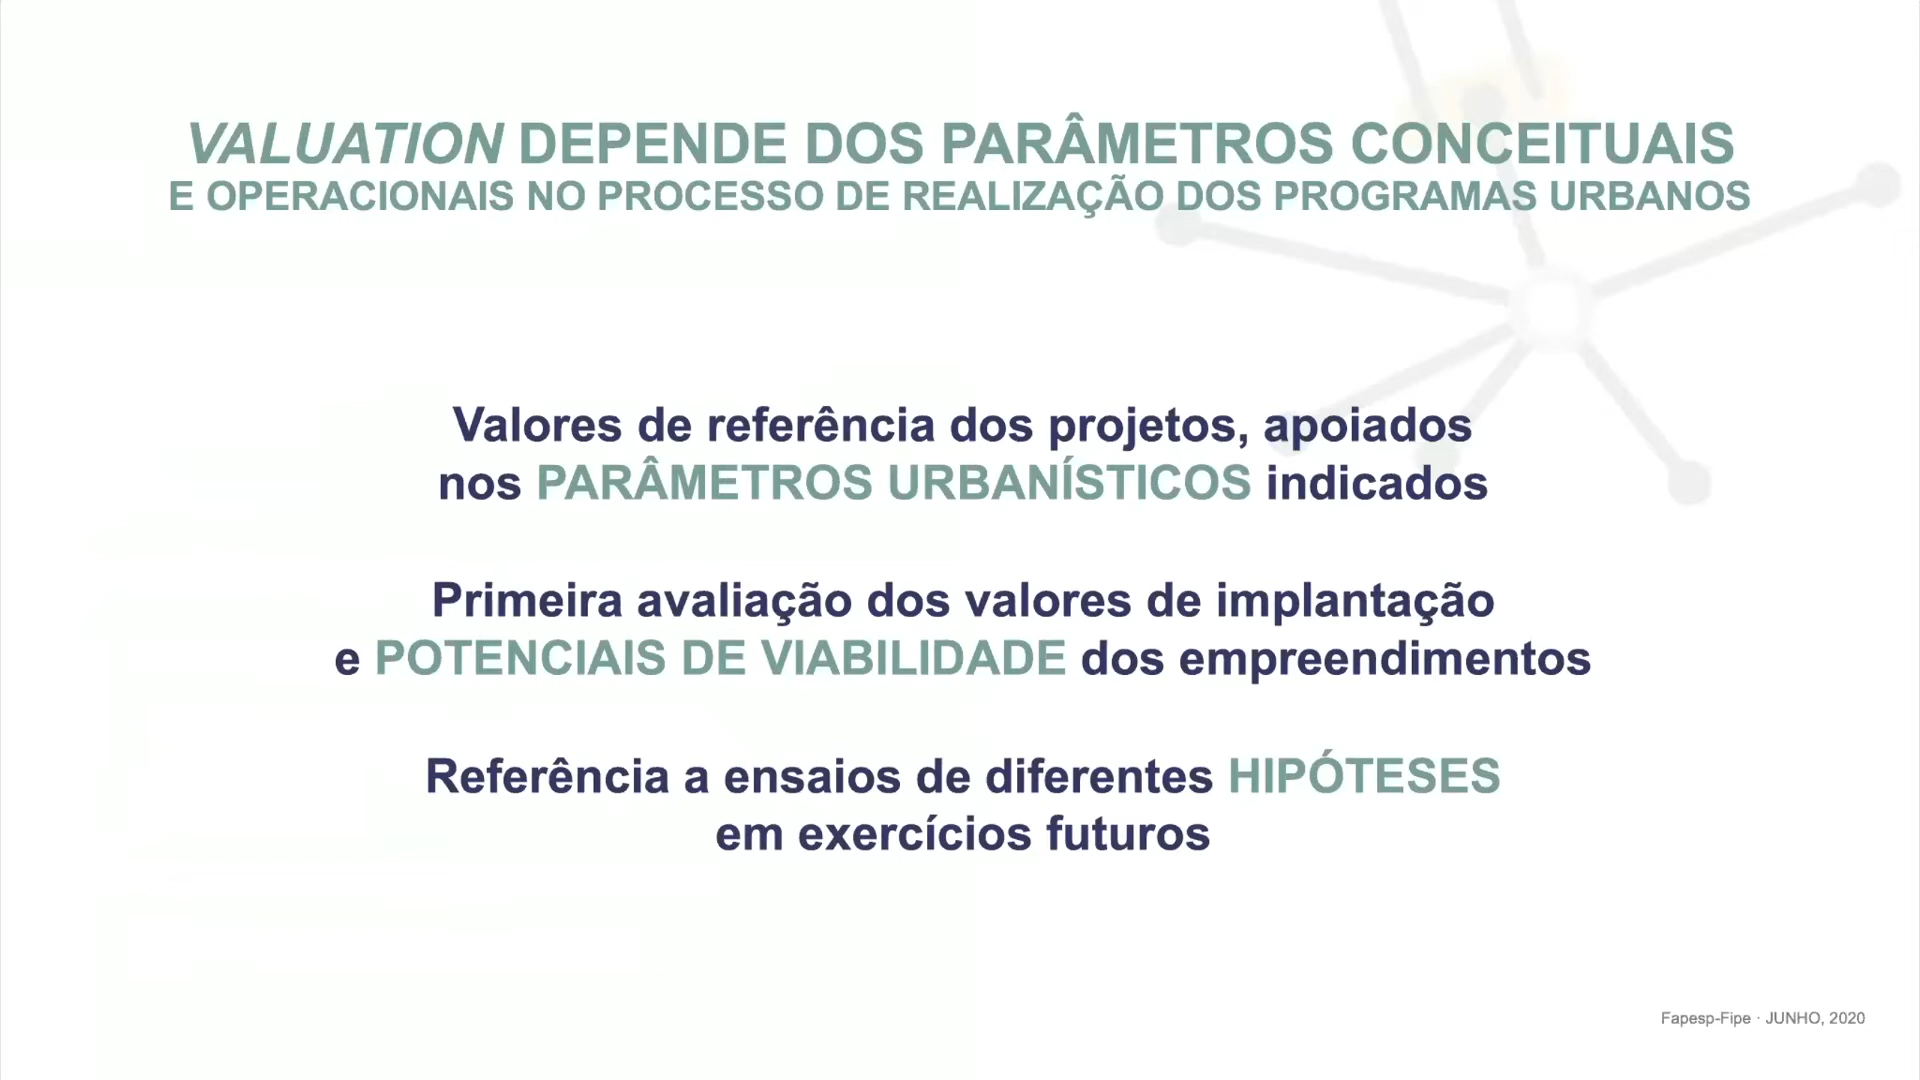 VALUATION DEPENDE DOS PARÂMETROS CONCEITUAIS
E OPERACIONAIS NO PROCESSO DE REALIZAÇÃO DOS PROGRAMAS URBANOS
Valores de referência dos projetos, apoiados
nos PARÂMETROS URBANÍSTICOS indicados
Primeira avaliação dos valores de implantação
e POTENCIAIS DE VIABILIDADE dos empreendimentos
Referência a ensaios de diferentes HIPÓTESES
em exercícios futuros
Fapesp-Fipe · JUNHO, 2020